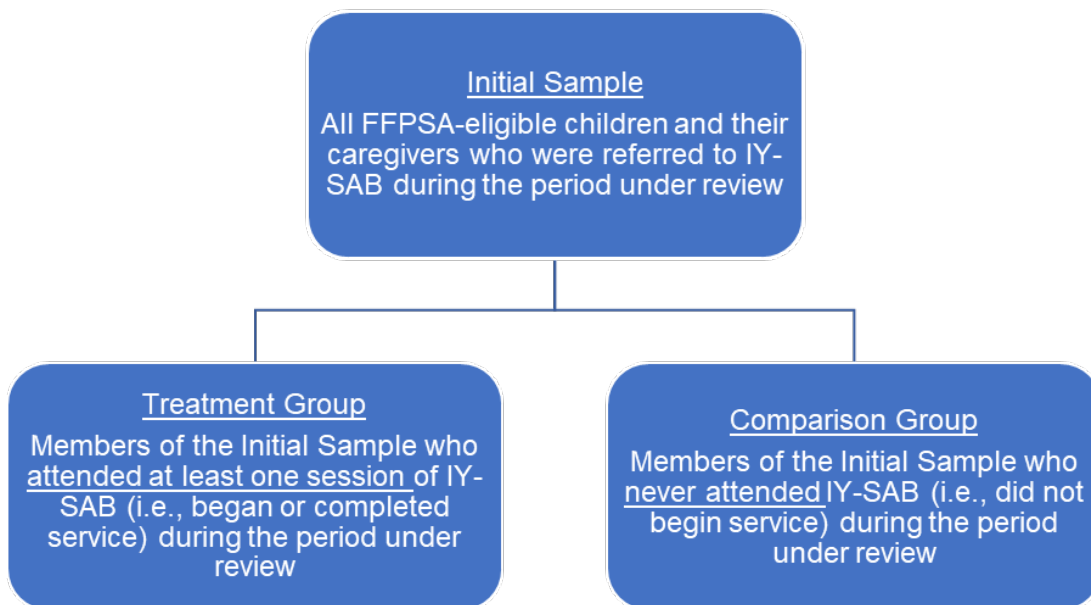 Initial Sample
All FFPSA-eligible children and their
caregivers who were referred to IY-
SAB during the period under review
Treatment Group
Members of the Initial Sample who
attended at least one session of IY-
SAB (i.e., began or completed
service) during the period under
review
Comparison Group
Members of the Initial Sample who
never attended IY-SAB (i.e., did not
begin service) during the period
under review